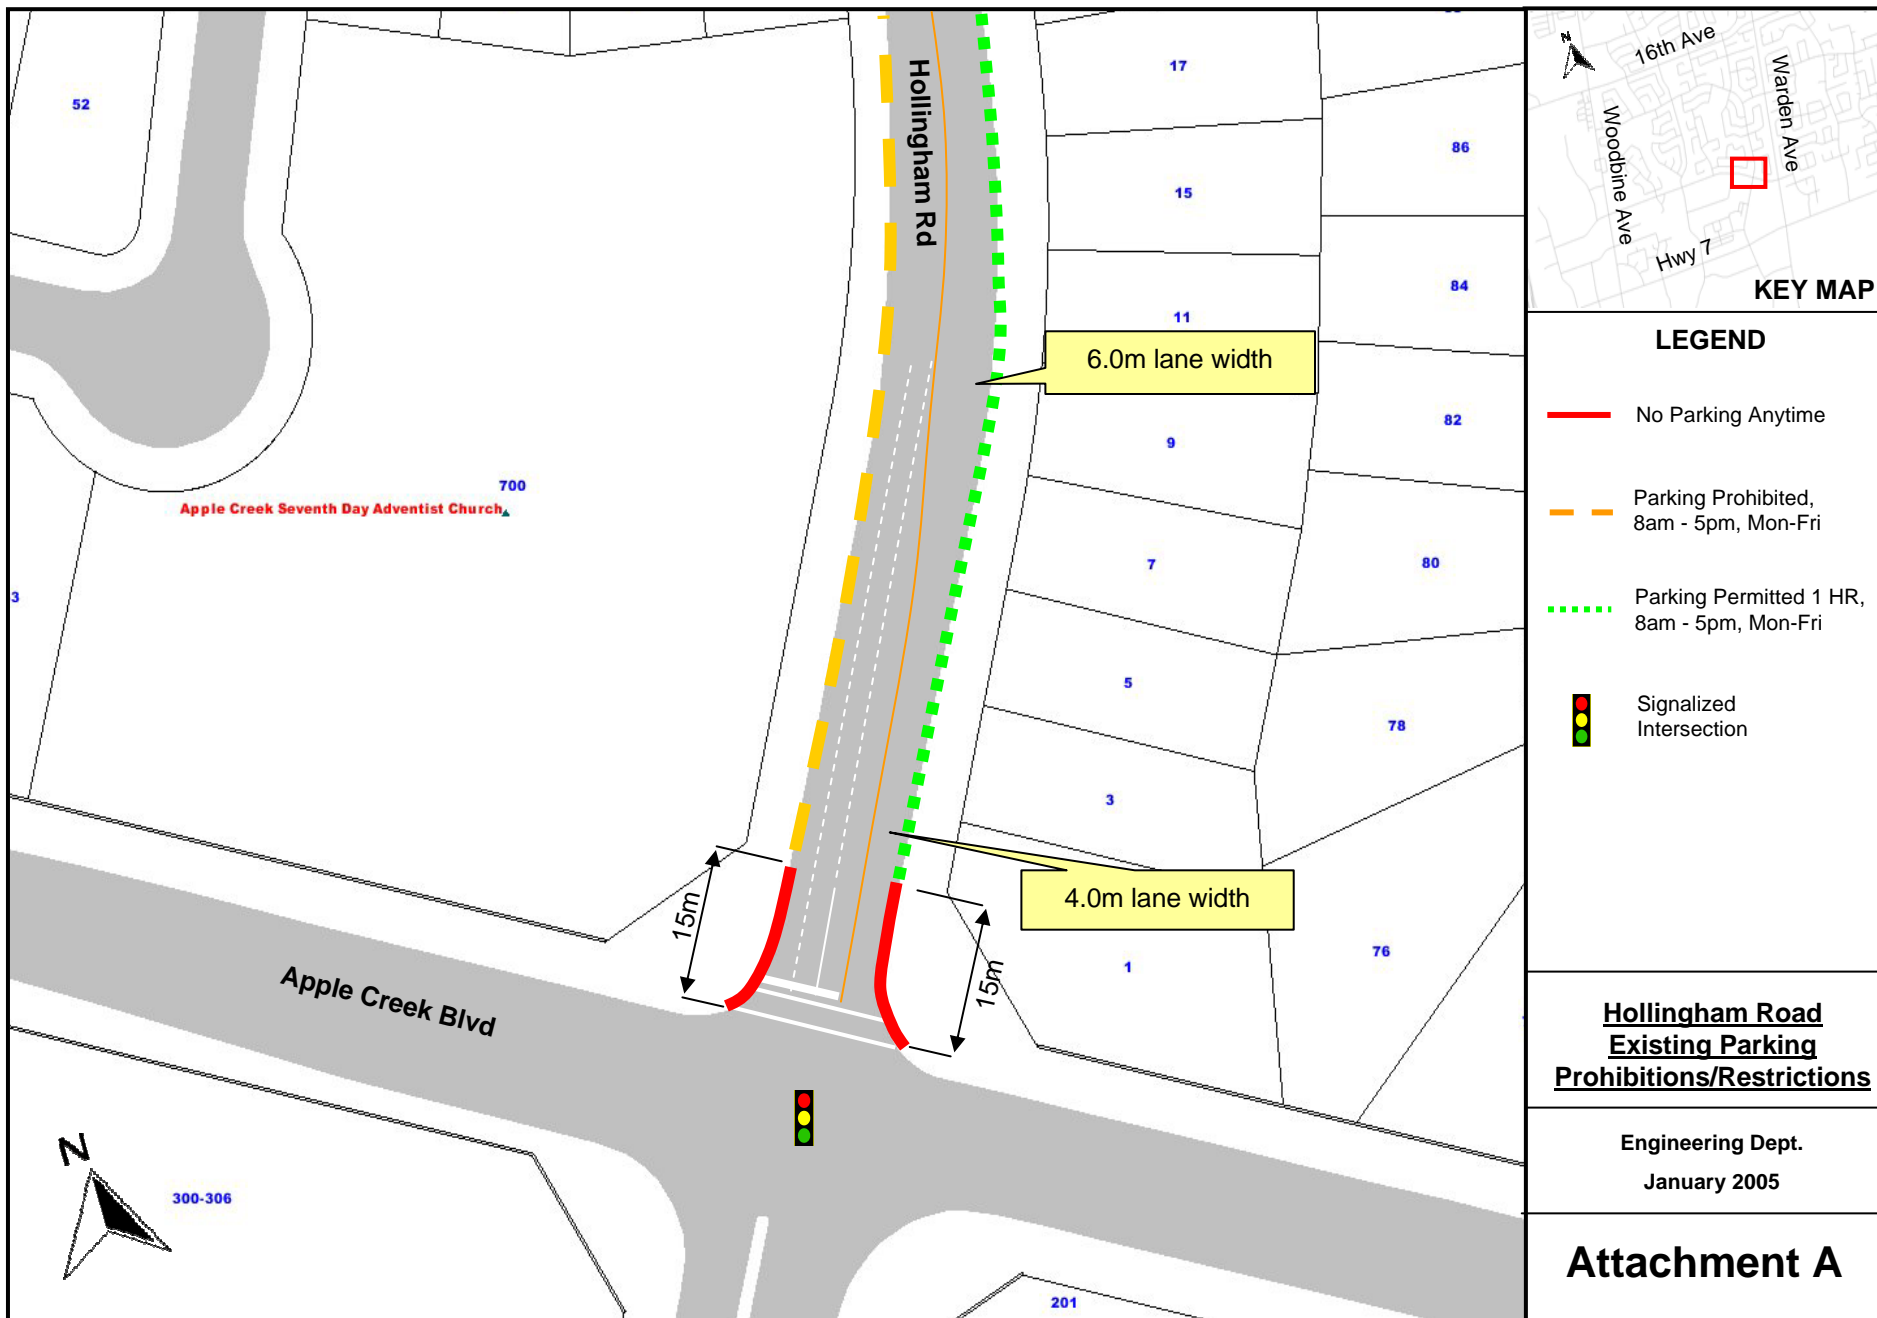 52
Hollingham Rd
17
15
11
9
7
5
3
1
86
84
82
80
78
76
6.0m lane width
4.0m lane width
700
Apple Creek Seventh Day Adventist Church
3
15m
15m
Apple Creek Blvd
N
300-306
201
N
16th Ave
Warden Ave
Woodbine Ave
Hwy 7
KEY MAP
LEGEND
No Parking Anytime
Parking Prohibited,
8am - 5pm, Mon-Fri
Parking Permitted 1 HR,
8am - 5pm, Mon-Fri
Signalized
Intersection
Hollingham Road
Existing Parking
Prohibitions/Restrictions
Engineering Dept.
January 2005
Attachment A